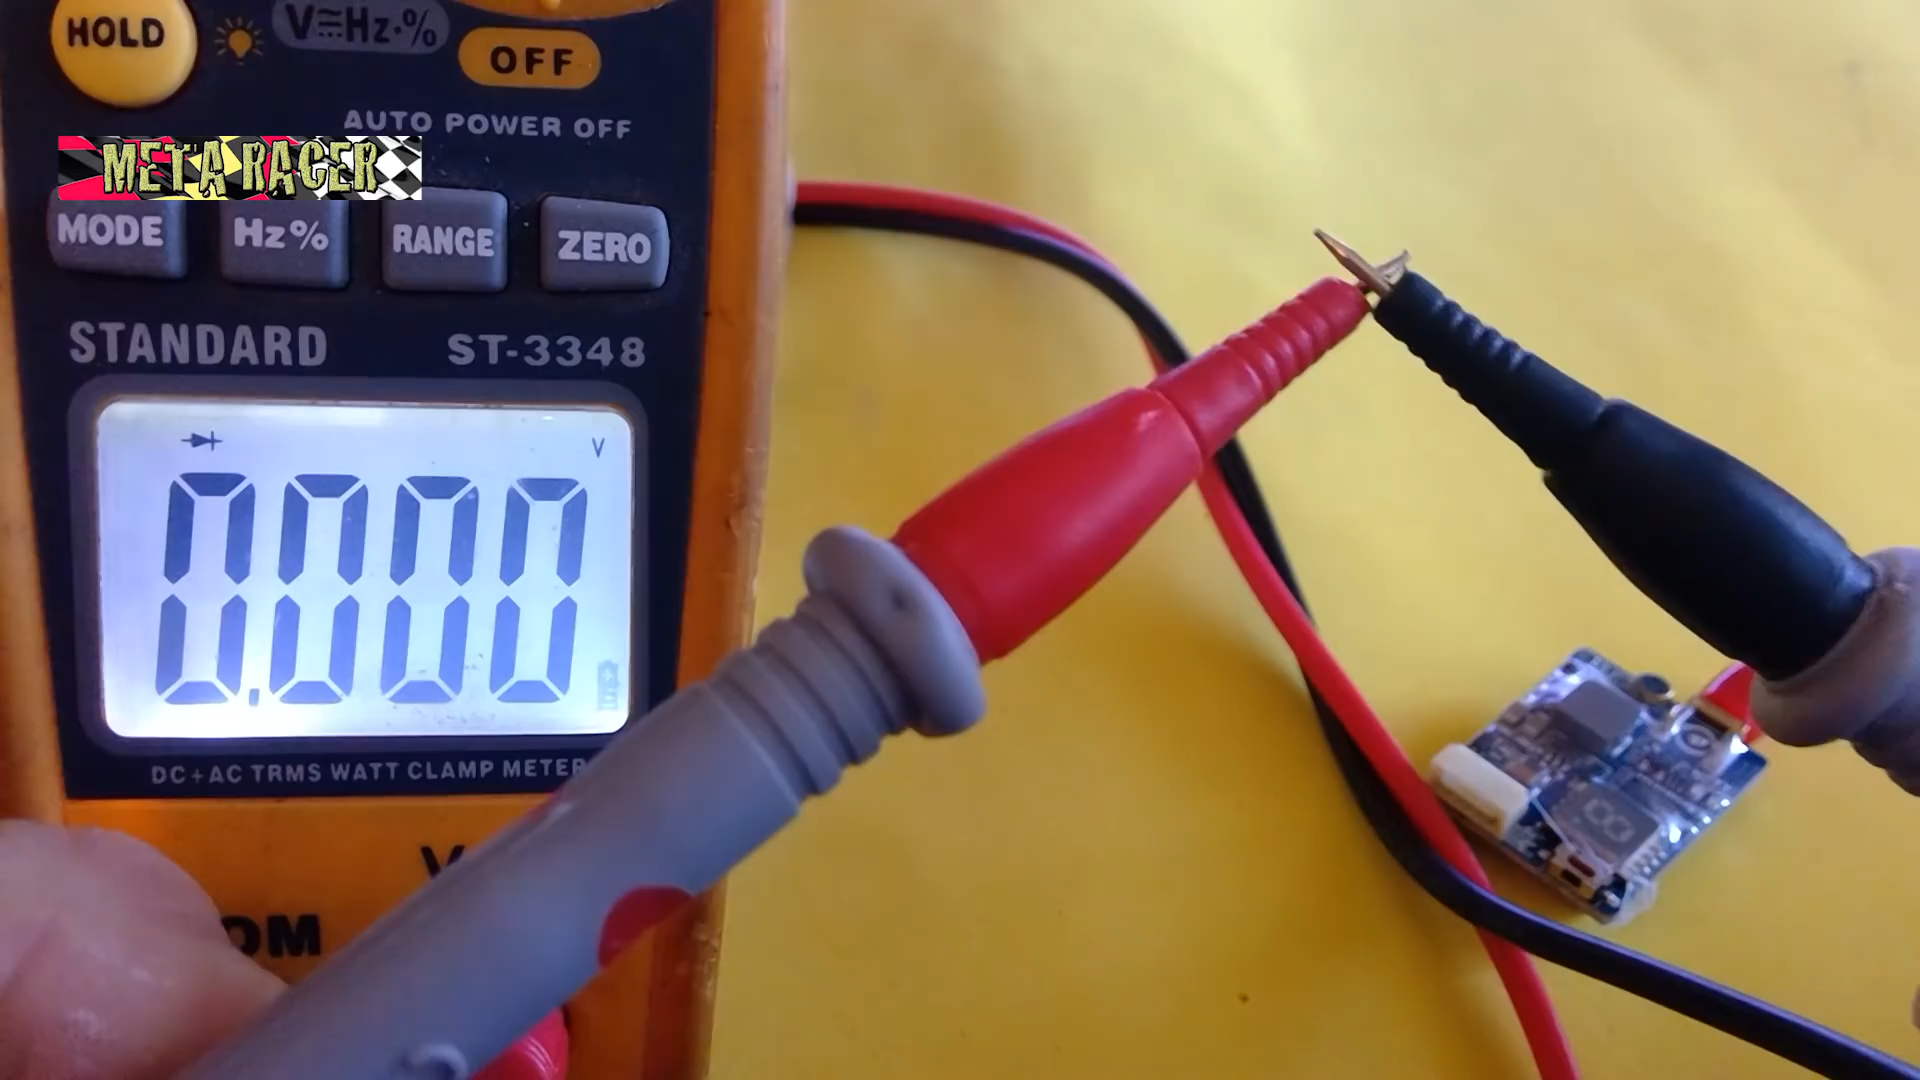 HOLD
V≂Hz·%
OFF
AUTO POWER OFF
META RACER
MODE
Hz%
RANGE
ZERO
STANDARD
ST-3348
V
0.000
DC+AC TRMS WATT CLAMP METER
V
OM